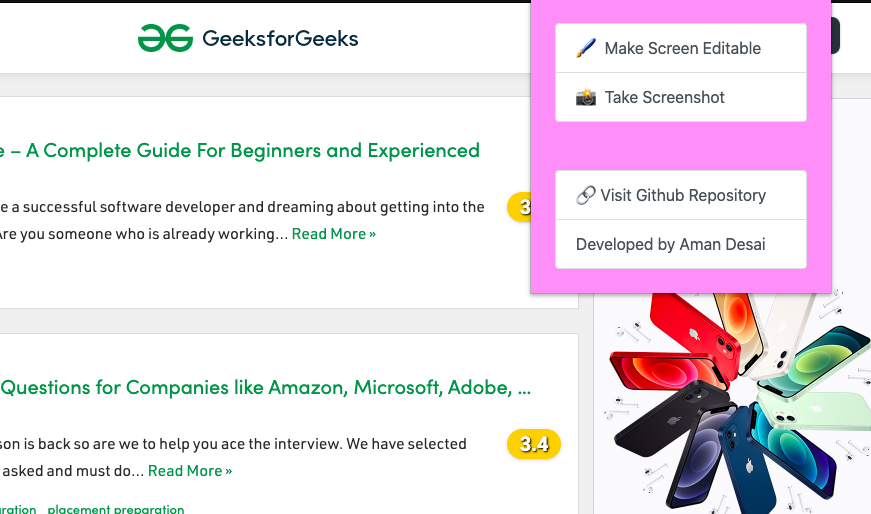 GeeksforGeeks
Make Screen Editable
Take Screenshot
Visit Github Repository
Developed by Aman Desai
– A Complete Guide For Beginners and Experienced
e a successful software developer and dreaming about getting into the
Are you someone who is already working... Read More »
3
Questions for Companies like Amazon, Microsoft, Adobe, ...
son is back so are we to help you ace the interview. We have selected
asked and must do... Read More »
3.4
ration placement preparation